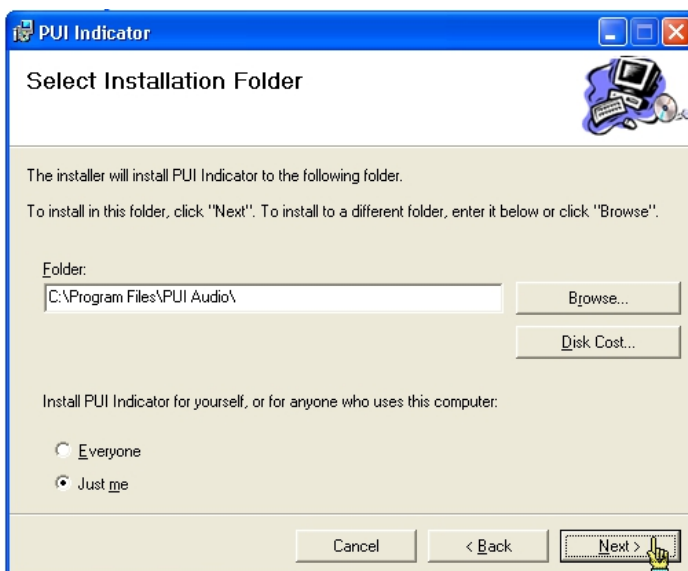 PUI Indicator
Select Installation Folder
The installer will install PUI Indicator to the following folder.
To install in this folder, click "Next". To install to a different folder, enter it below or click "Browse".
Folder:
C:\Program Files\PUI Audio\
Browse...
Disk Cost...
Install PUI Indicator for yourself, or for anyone who uses this computer:
Everyone
Just me
Cancel
< Back
Next >